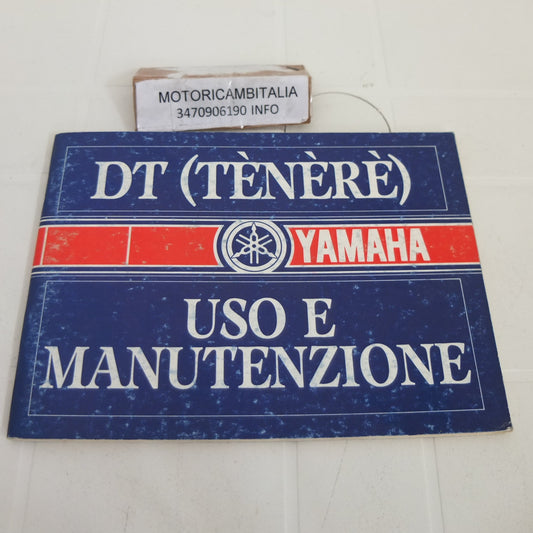 MOTORICAMBITALIA
3470906190 INFO
DT (TÈNÈRÈ)
YAMAHA
USO E
MANUTENZIONE